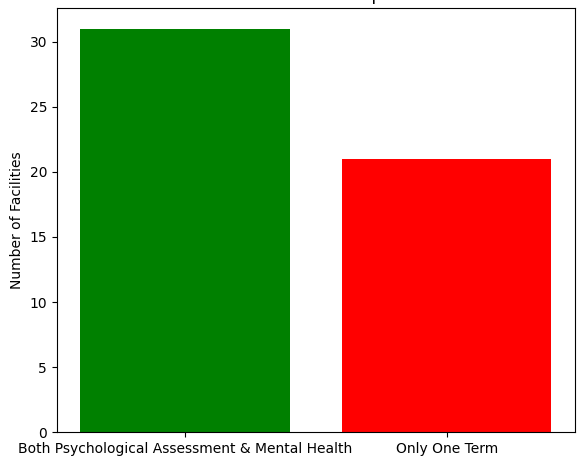 30
25
20
15
10
5
0
Number of Facilities
Both Psychological Assessment & Mental Health
Only One Term